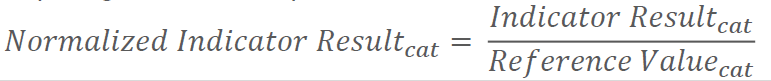 Normalized Indicator Result_cat = Indicator Result_cat / Reference Value_cat